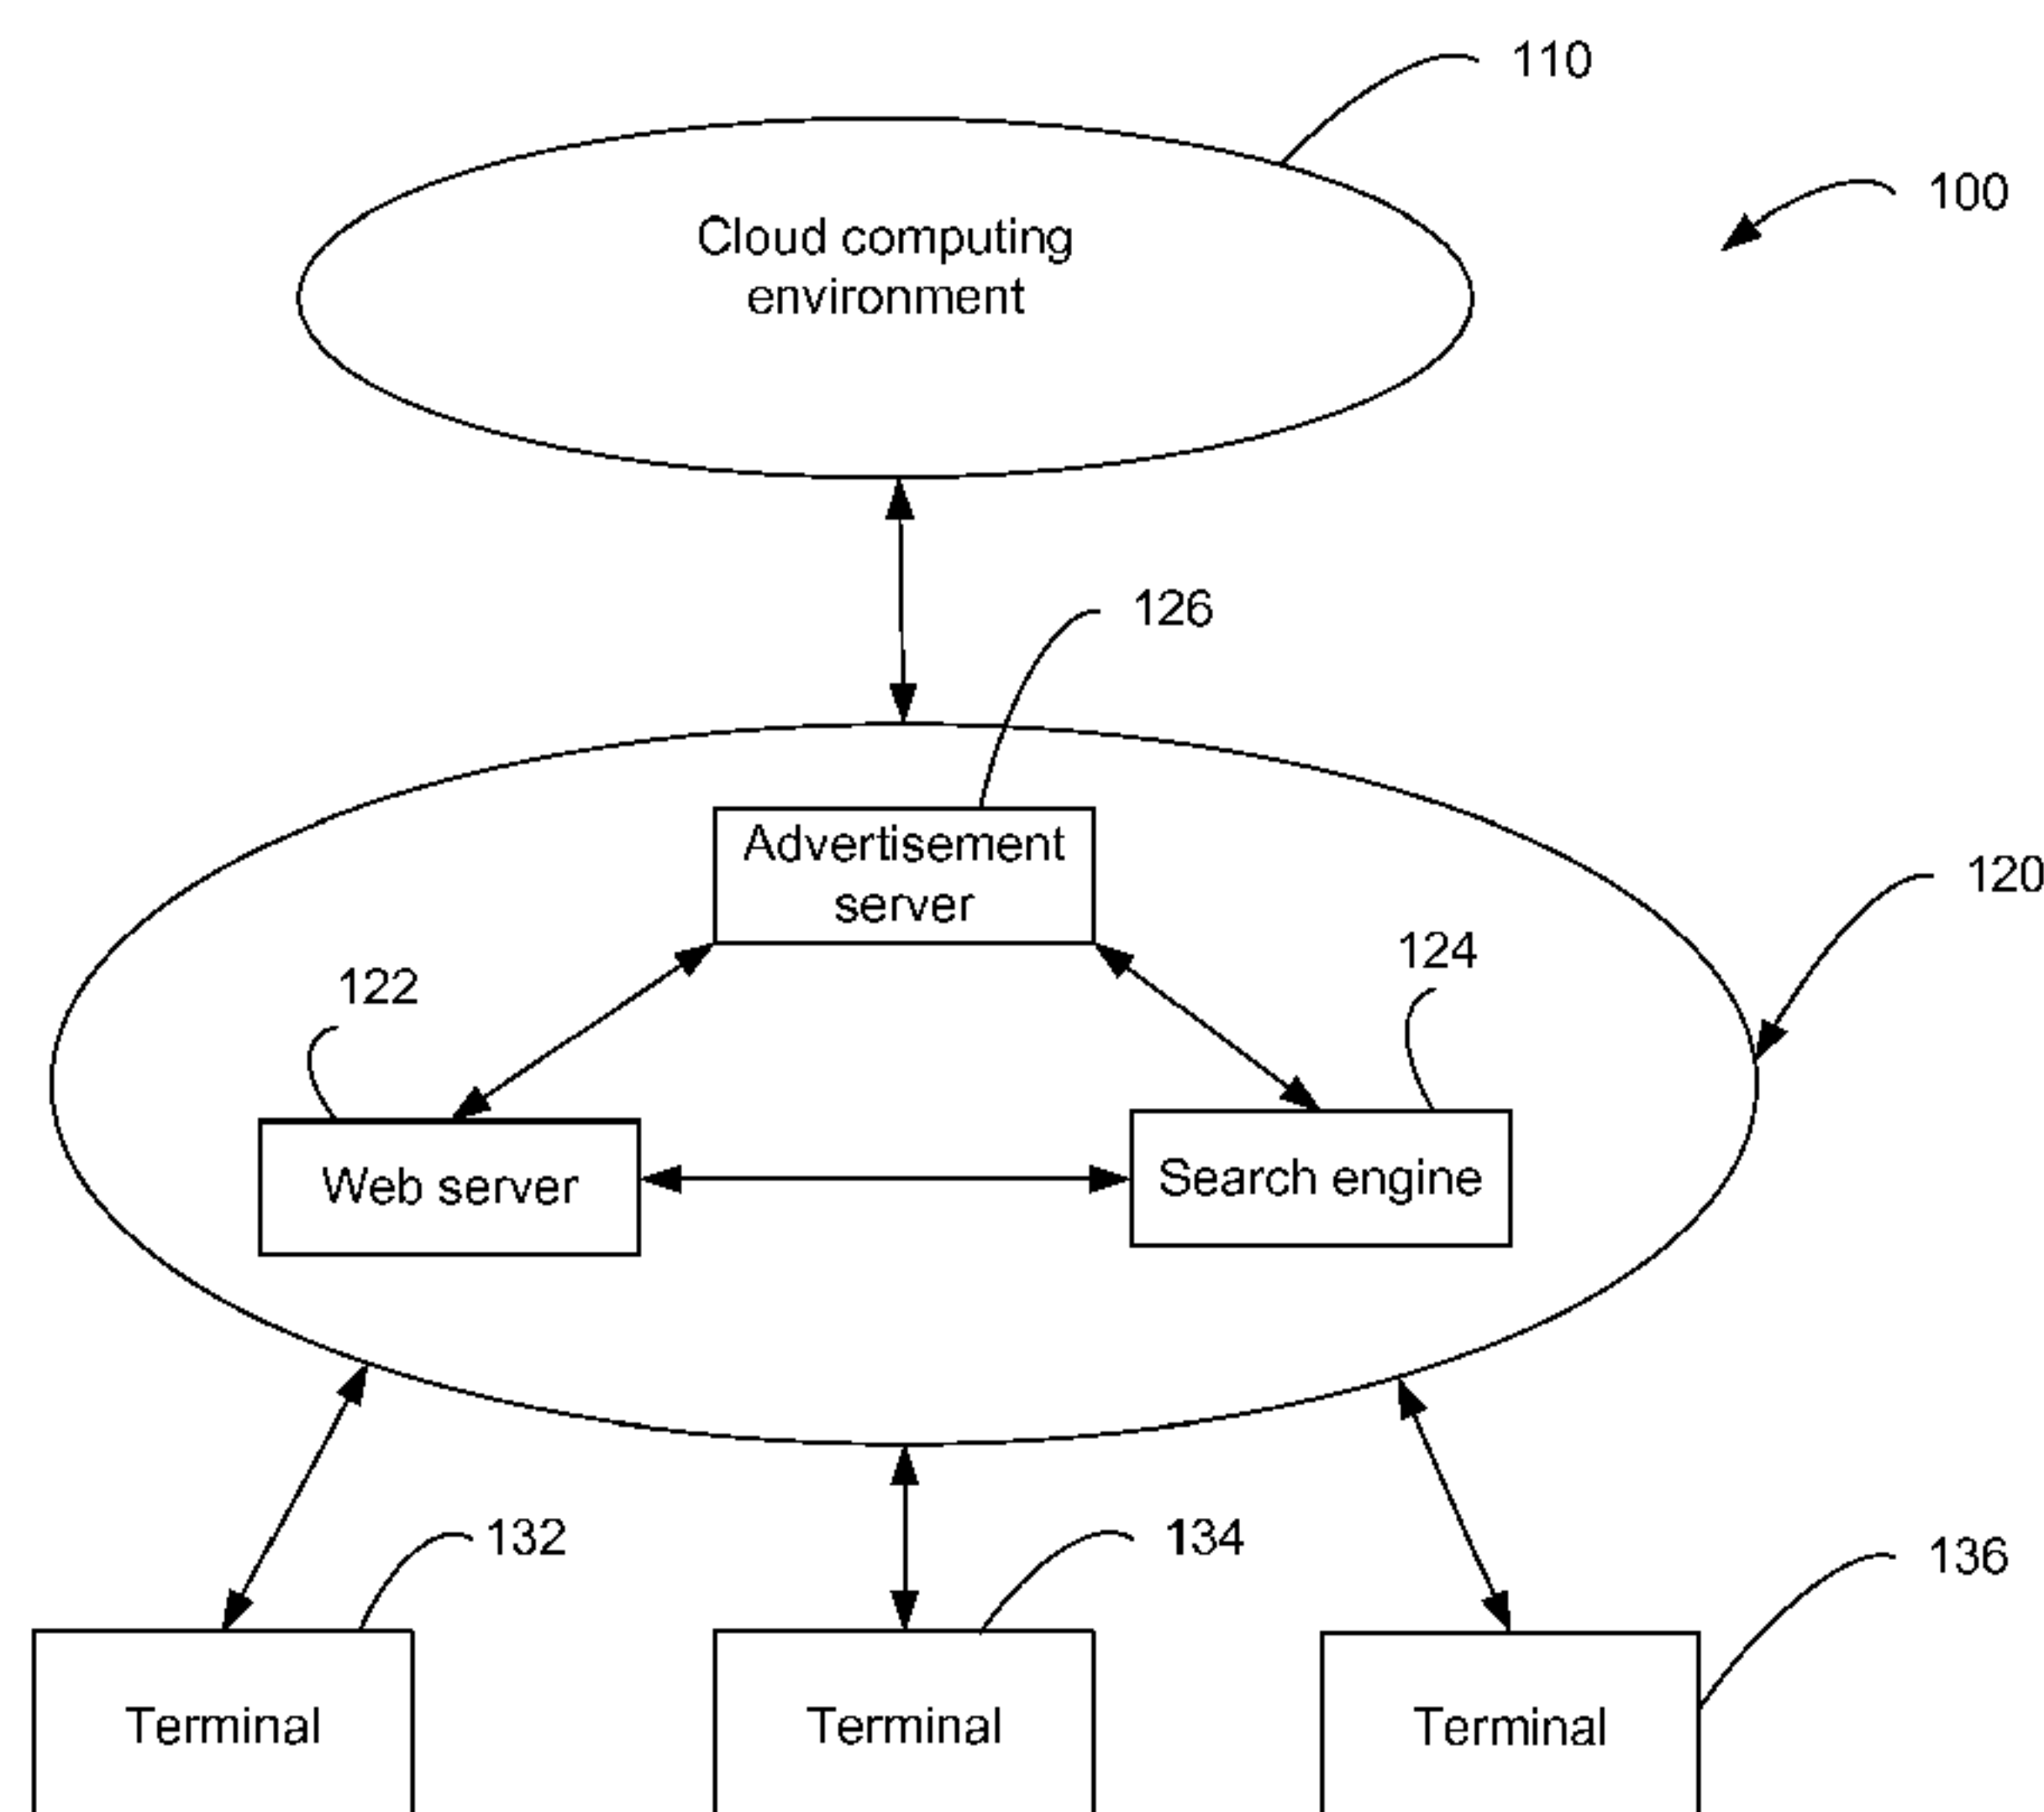 110
100
Cloud computing
environment
126
Advertisement
server
120
124
122
Web server
Search engine
132
134
136
Terminal
Terminal
Terminal